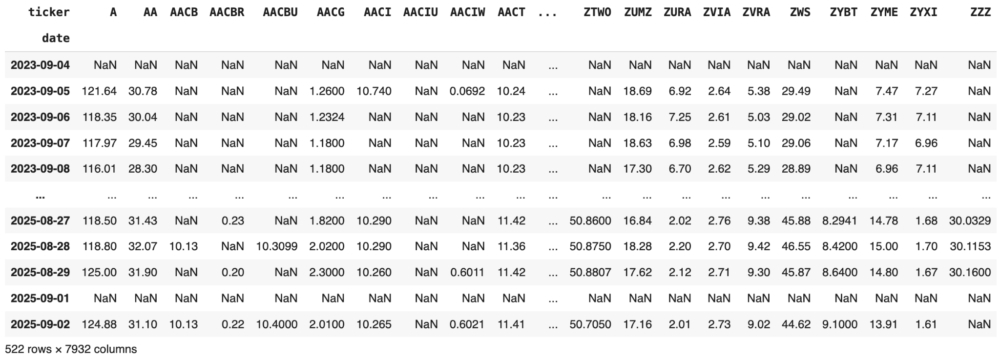 ticker A AA AACB AACBR AACBU AACG AACI AACIU AACIW AACT ... ZTWO ZUMZ ZURA ZVIA ZVRA ZWS ZYBT ZYME ZYXI ZZZ
date
2023-09-04 NaN NaN NaN NaN NaN NaN NaN NaN NaN NaN ... NaN NaN NaN NaN NaN NaN NaN NaN NaN NaN
2023-09-05 121.64 30.78 NaN NaN NaN 1.2600 10.740 NaN 0.0692 10.24 ... NaN 18.69 6.92 2.64 5.38 29.49 NaN 7.47 7.27 NaN
2023-09-06 118.35 30.04 NaN NaN NaN 1.2324 NaN NaN NaN 10.23 ... NaN 18.16 7.25 2.61 5.03 29.02 NaN 7.31 7.11 NaN
2023-09-07 117.97 29.45 NaN NaN NaN 1.1800 NaN NaN NaN 10.23 ... NaN 18.63 6.98 2.59 5.10 29.06 NaN 7.17 6.96 NaN
2023-09-08 116.01 28.30 NaN NaN NaN 1.1800 NaN NaN NaN 10.23 ... NaN 17.30 6.70 2.62 5.29 28.89 NaN 6.96 7.11 NaN
... ... ... ... ... ... ... ... ... ... ... ... ... ... ... ... ... ... ... ... ... ...
2025-08-27 118.50 31.43 NaN 0.23 NaN 1.8200 10.290 NaN NaN 11.42 ... 50.8600 16.84 2.02 2.76 9.38 45.88 8.2941 14.78 1.68 30.0329
2025-08-28 118.80 32.07 10.13 NaN 10.3099 2.0200 10.290 NaN NaN 11.36 ... 50.8750 18.28 2.20 2.70 9.42 46.55 8.4200 15.00 1.70 30.1153
2025-08-29 125.00 31.90 NaN 0.20 NaN 2.3000 10.260 NaN 0.6011 11.42 ... 50.8807 17.62 2.12 2.71 9.30 45.87 8.6400 14.80 1.67 30.1600
2025-09-01 NaN NaN NaN NaN NaN NaN NaN NaN NaN NaN ... NaN NaN NaN NaN NaN NaN NaN NaN NaN NaN
2025-09-02 124.88 31.10 10.13 0.22 10.4000 2.0100 10.265 NaN 0.6021 11.41 ... 50.7050 17.16 2.01 2.73 9.02 44.62 9.1000 13.91 1.61 NaN
522 rows × 7932 columns